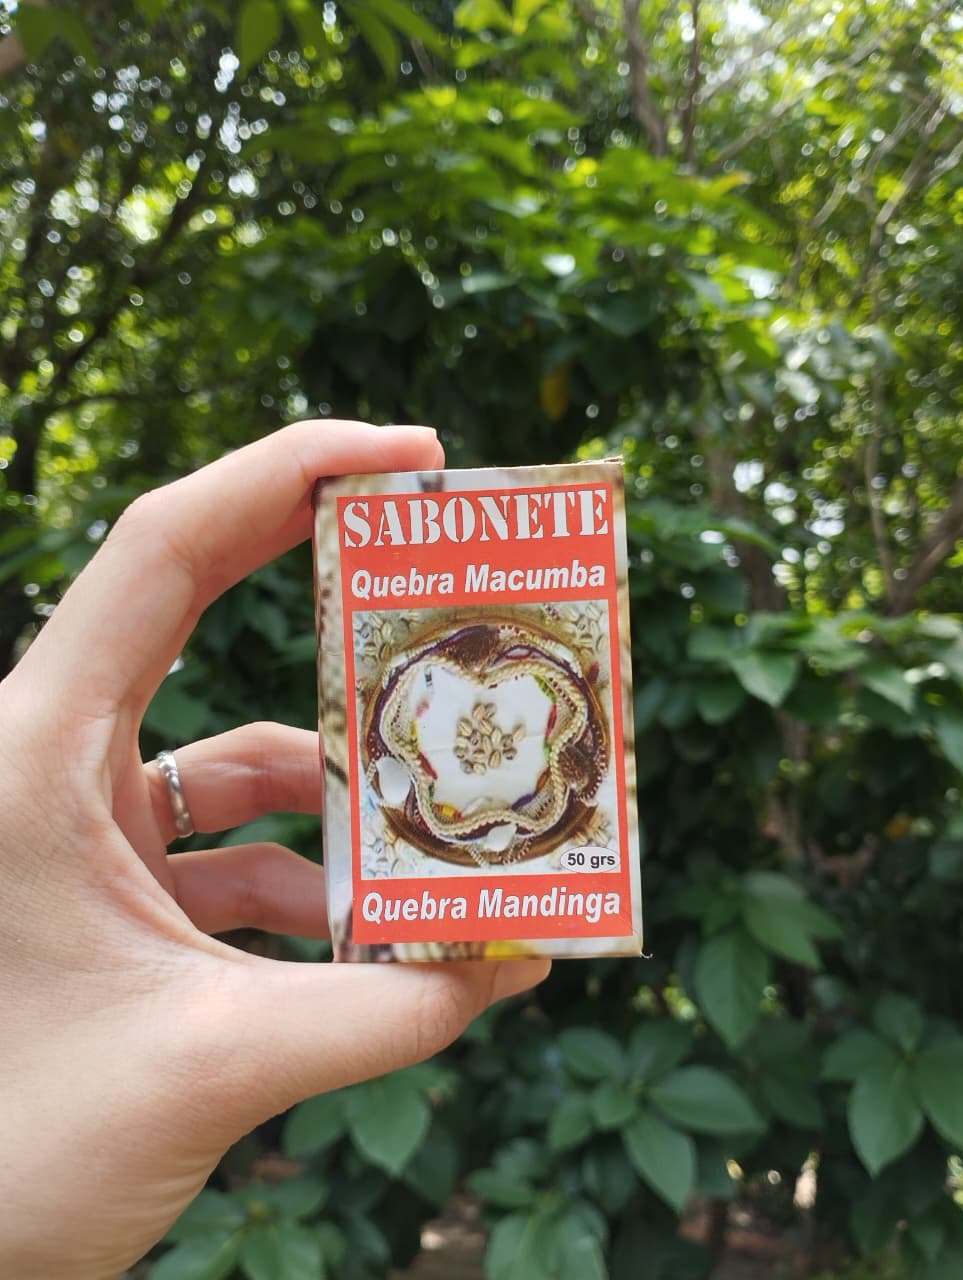 SABONETE
Quebra Macumba
50 grs
Quebra Mandinga